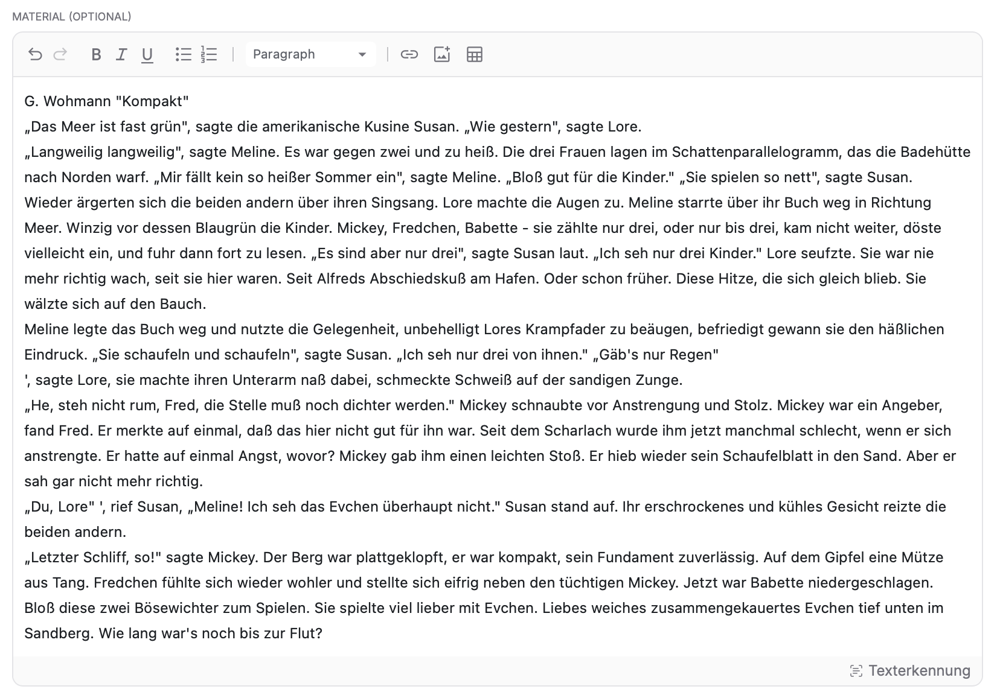 MATERIAL (OPTIONAL)
B I U Paragraph
G. Wohmann "Kompakt"
„Das Meer ist fast grün", sagte die amerikanische Kusine Susan. „Wie gestern", sagte Lore.
„Langweilig langweilig", sagte Meline. Es war gegen zwei und zu heiß. Die drei Frauen lagen im Schattenparallelogramm, das die Badehütte
nach Norden warf. „Mir fällt kein so heißer Sommer ein", sagte Meline. „Bloß gut für die Kinder." „Sie spielen so nett", sagte Susan.
Wieder ärgerten sich die beiden andern über ihren Singsang. Lore machte die Augen zu. Meline starrte über ihr Buch weg in Richtung
Meer. Winzig vor dessen Blaugrün die Kinder. Mickey, Fredchen, Babette - sie zählte nur drei, oder nur bis drei, kam nicht weiter, döste
vielleicht ein, und fuhr dann fort zu lesen. „Es sind aber nur drei", sagte Susan laut. „Ich seh nur drei Kinder." Lore seufzte. Sie war nie
mehr richtig wach, seit sie hier waren. Seit Alfreds Abschiedskuß am Hafen. Oder schon früher. Diese Hitze, die sich gleich blieb. Sie
wälzte sich auf den Bauch.
Meline legte das Buch weg und nutzte die Gelegenheit, unbehelligt Lores Krampfader zu beäugen, befriedigt gewann sie den häßlichen
Eindruck. „Sie schaufeln und schaufeln", sagte Susan. „Ich seh nur drei von ihnen." „Gäb's nur Regen"
', sagte Lore, sie machte ihren Unterarm naß dabei, schmeckte Schweiß auf der sandigen Zunge.
„He, steh nicht rum, Fred, die Stelle muß noch dichter werden." Mickey schnaubte vor Anstrengung und Stolz. Mickey war ein Angeber,
fand Fred. Er merkte auf einmal, daß das hier nicht gut für ihn war. Seit dem Scharlach wurde ihm jetzt manchmal schlecht, wenn er sich
anstrengte. Er hatte auf einmal Angst, wovor? Mickey gab ihm einen leichten Stoß. Er hieb wieder sein Schaufelblatt in den Sand. Aber er
sah gar nicht mehr richtig.
„Du, Lore" ', rief Susan, „Meline! Ich seh das Evchen überhaupt nicht." Susan stand auf. Ihr erschrockenes und kühles Gesicht reizte die
beiden andern.
„Letzter Schliff, so!" sagte Mickey. Der Berg war plattgeklopft, er war kompakt, sein Fundament zuverlässig. Auf dem Gipfel eine Mütze
aus Tang. Fredchen fühlte sich wieder wohler und stellte sich eifrig neben den tüchtigen Mickey. Jetzt war Babette niedergeschlagen.
Bloß diese zwei Bösewichter zum Spielen. Sie spielte viel lieber mit Evchen. Liebes weiches zusammengekauertes Evchen tief unten im
Sandberg. Wie lang war's noch bis zur Flut?
Texterkennung